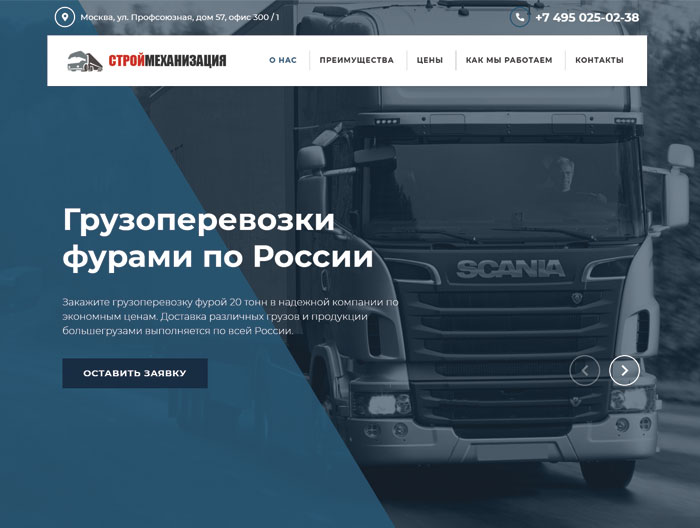 Москва, ул. Профсоюзная, дом 57, офис 300 / 1
+7 495 025-02-38
СТРОЙМЕХАНИЗАЦИЯ
О НАС
ПРЕИМУЩЕСТВА
ЦЕНЫ
КАК МЫ РАБОТАЕМ
КОНТАКТЫ
Грузоперевозки
фурами по России
SCANIA
Закажите грузоперевозку фурой 20 тонн в надежной компании по
экономным ценам. Доставка различных грузов и продукции
большегрузами выполняется по всей России.
ОСТАВИТЬ ЗАЯВКУ